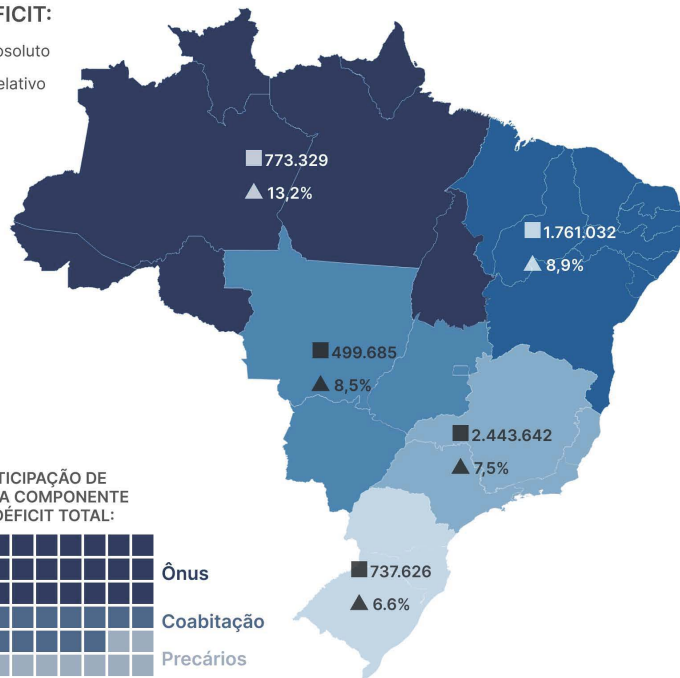 FICIT:
soluto
elativo
773.329
13,2%
1.761.032
8,9%
499.685
8,5%
2.443.642
7,5%
737.626
6.6%
TICIPAÇÃO DE
A COMPONENTE
DÉFICIT TOTAL:
Ônus
Coabitação
Precários